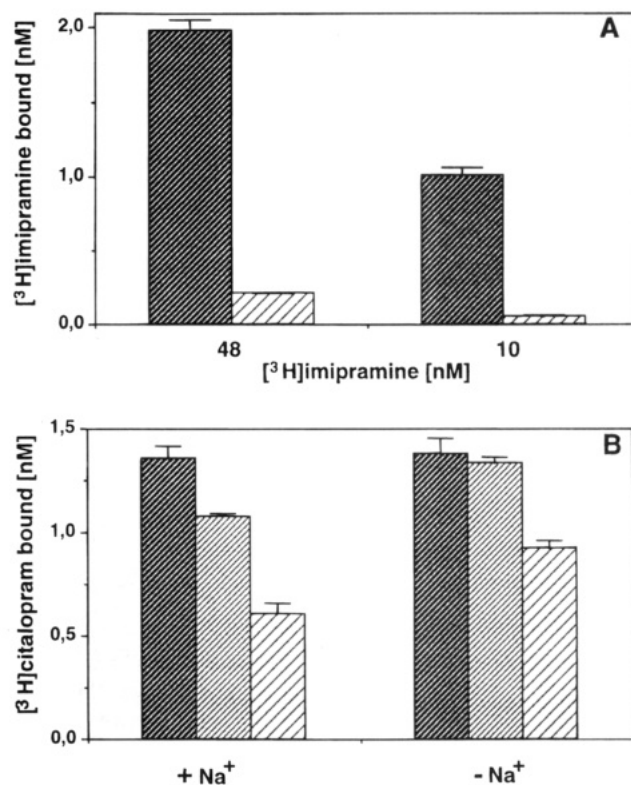 A
[³H]imipramine bound [nM]
2,0
1,0
0,0
48
10
[³H]imipramine [nM]
B
[³H]citalopram bound [nM]
1,5
1,0
0,5
0,0
+ Na⁺
- Na⁺